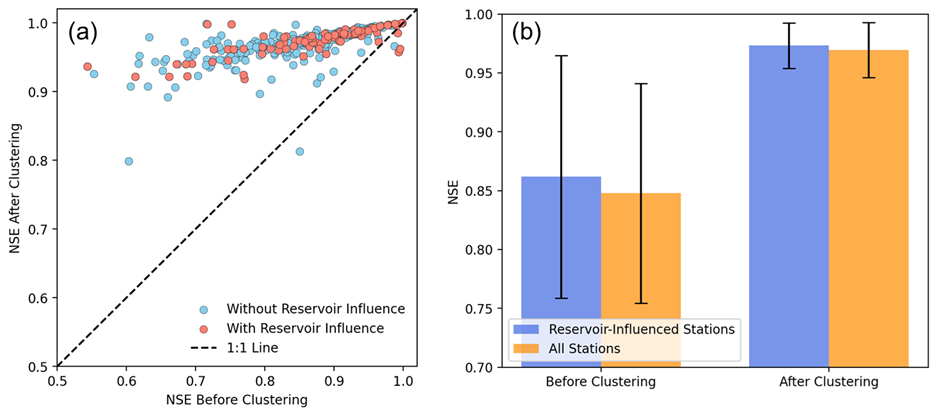 (a)
1.0
0.9
0.8
0.7
0.6
0.5
NSE After Clustering
Without Reservoir Influence
With Reservoir Influence
1:1 Line
0.5 0.6 0.7 0.8 0.9 1.0
NSE Before Clustering
(b)
1.00
0.95
0.90
0.85
0.80
0.75
0.70
NSE
Reservoir-Influenced Stations
All Stations
Before Clustering After Clustering